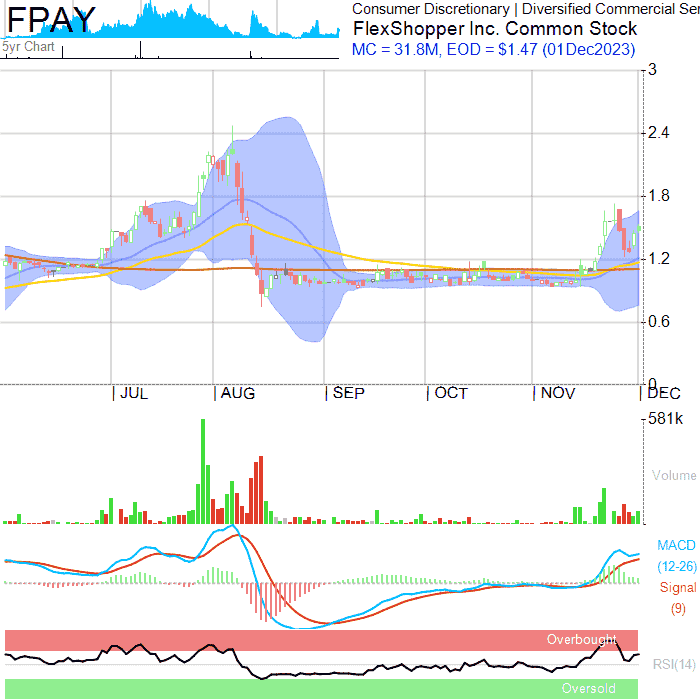 FPAY
5yr Chart
Consumer Discretionary | Diversified Commercial Ser
FlexShopper Inc. Common Stock
MC = 31.8M, EOD = $1.47 (01Dec2023)
3
2.4
1.8
1.2
0.6
0
JUL AUG SEP OCT NOV DEC
581k
Volume
MACD
(12-26)
Signal
(9)
Overbought
RSI(14)
Oversold